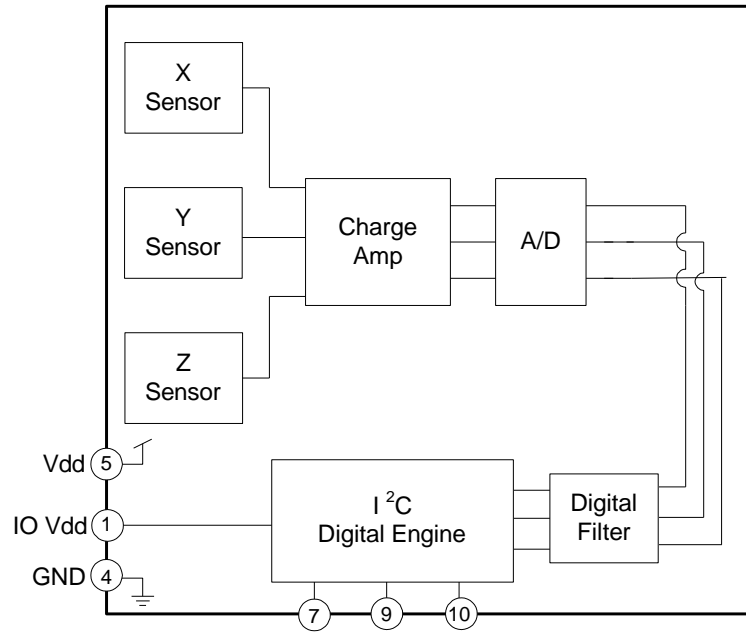 X
Sensor
Y
Sensor
Charge
Amp
A/D
Z
Sensor
Vdd 5
IO Vdd 1
GND 4
I ²C
Digital Engine
Digital
Filter
7 9 10